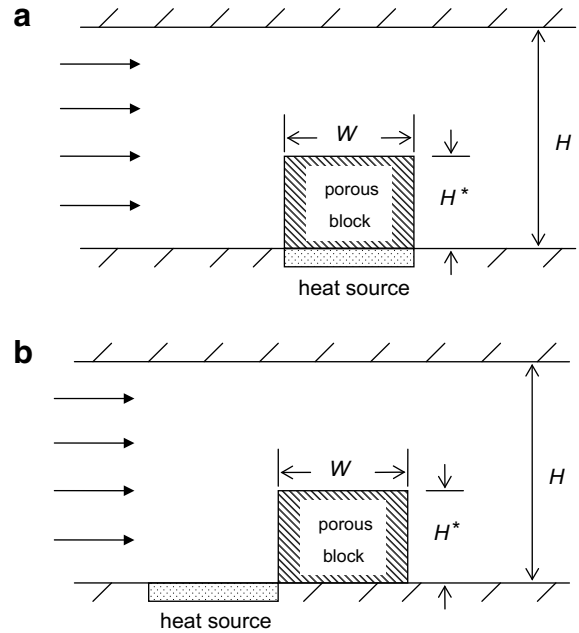 a
W
H
H*
porous
block
heat source
b
W
H
H*
porous
block
heat source